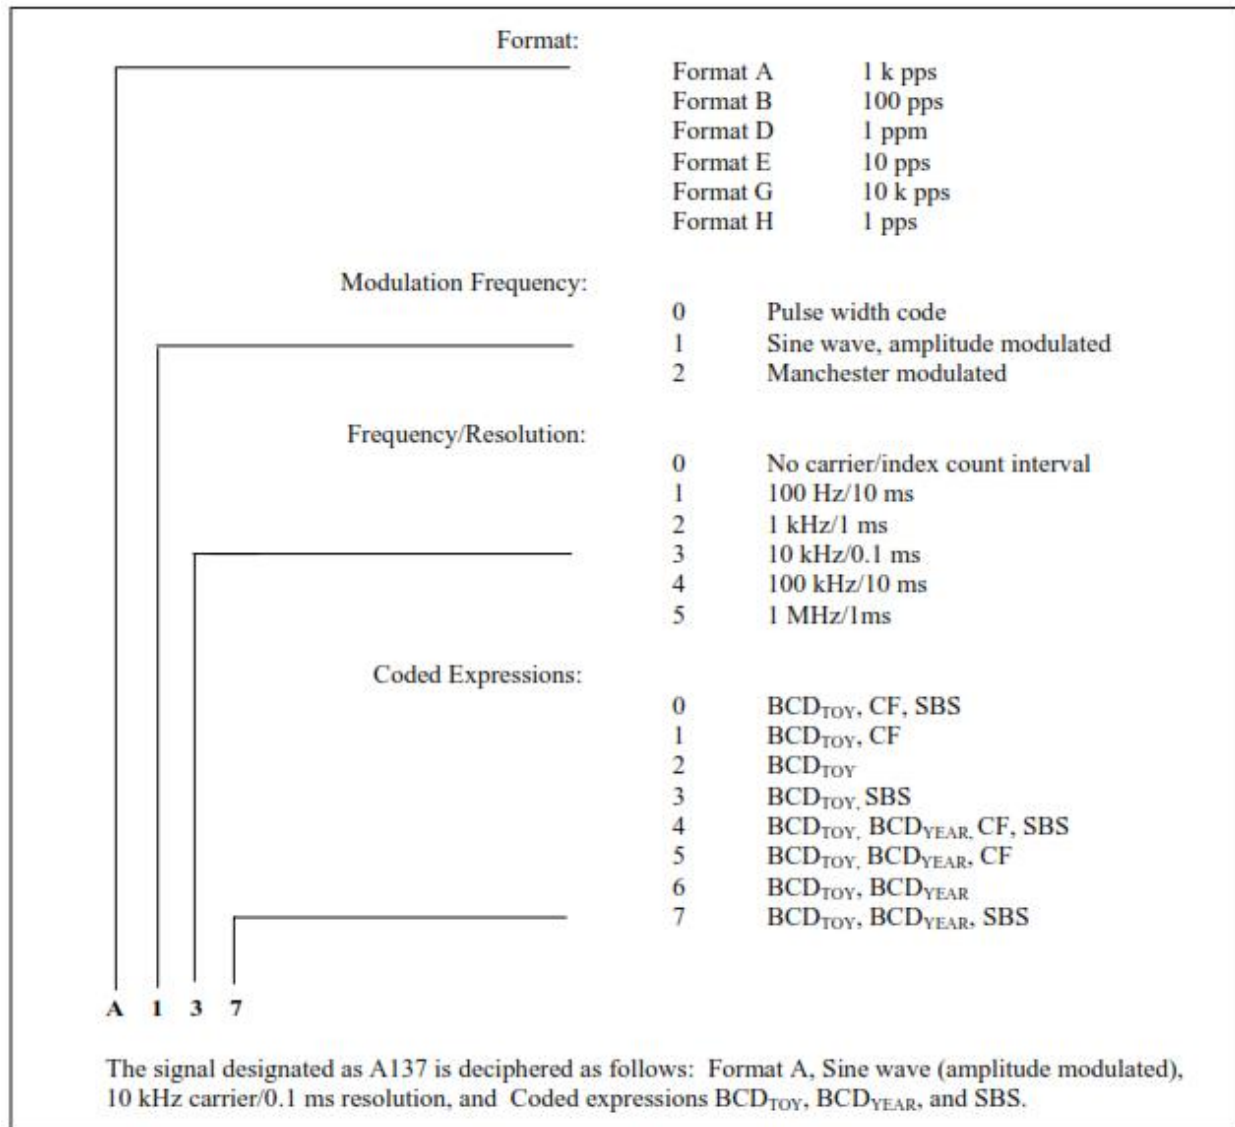 Format:
Format A 1 k pps
Format B 100 pps
Format D 1 ppm
Format E 10 pps
Format G 10 k pps
Format H 1 pps
Modulation Frequency:
0 Pulse width code
1 Sine wave, amplitude modulated
2 Manchester modulated
Frequency/Resolution:
0 No carrier/index count interval
1 100 Hz/10 ms
2 1 kHz/1 ms
3 10 kHz/0.1 ms
4 100 kHz/10 ms
5 1 MHz/1ms
Coded Expressions:
0 BCDTOY, CF, SBS
1 BCDTOY, CF
2 BCDTOY
3 BCDTOY, SBS
4 BCDTOY, BCDYEAR, CF, SBS
5 BCDTOY, BCDYEAR, CF
6 BCDTOY, BCDYEAR
7 BCDTOY, BCDYEAR, SBS
A 1 3 7
The signal designated as A137 is deciphered as follows: Format A, Sine wave (amplitude modulated),
10 kHz carrier/0.1 ms resolution, and Coded expressions BCDTOY, BCDYEAR, and SBS.